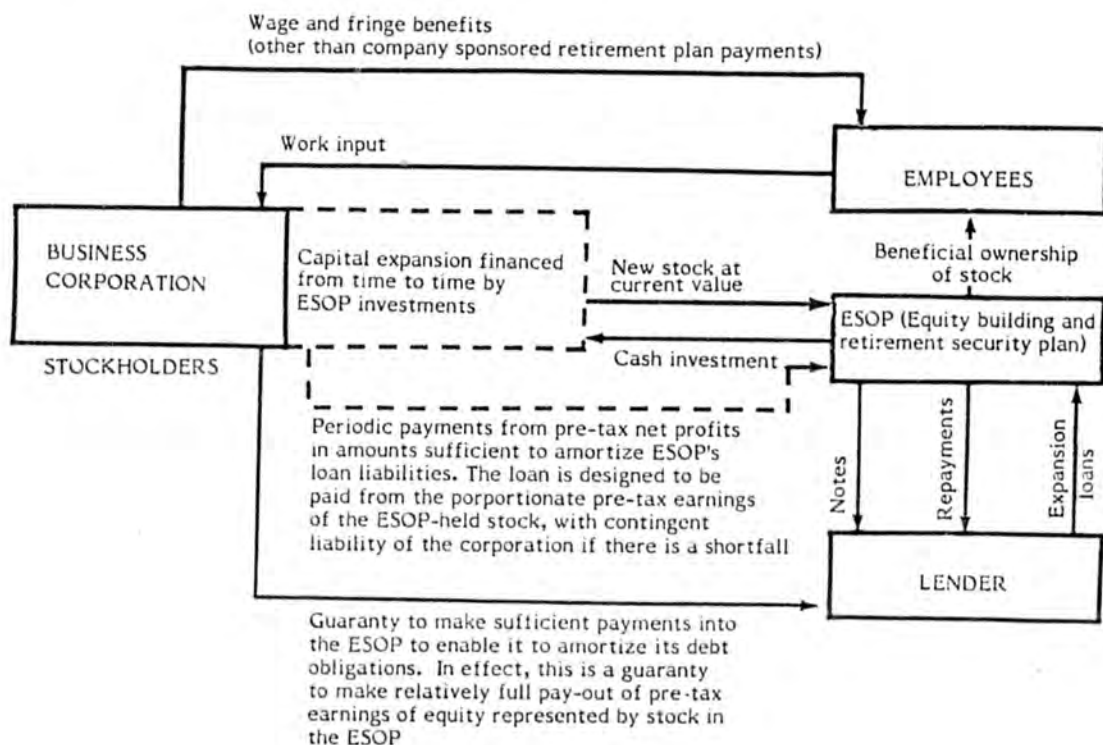 Wage and fringe benefits
(other than company sponsored retirement plan payments)
Work input
EMPLOYEES
BUSINESS
CORPORATION
Capital expansion financed
from time to time by
ESOP investments
New stock at
current value
Beneficial ownership
of stock
ESOP (Equity building and
retirement security plan)
Cash investment
STOCKHOLDERS
Periodic payments from pre-tax net profits
in amounts sufficient to amortize ESOP's
loan liabilities. The loan is designed to be
paid from the porportionate pre-tax earnings
of the ESOP-held stock, with contingent
liability of the corporation if there is a shortfall
Notes
Repayments
Expansion
loans
LENDER
Guaranty to make sufficient payments into
the ESOP to enable it to amortize its debt
obligations. In effect, this is a guaranty
to make relatively full pay-out of pre-tax
earnings of equity represented by stock in
the ESOP